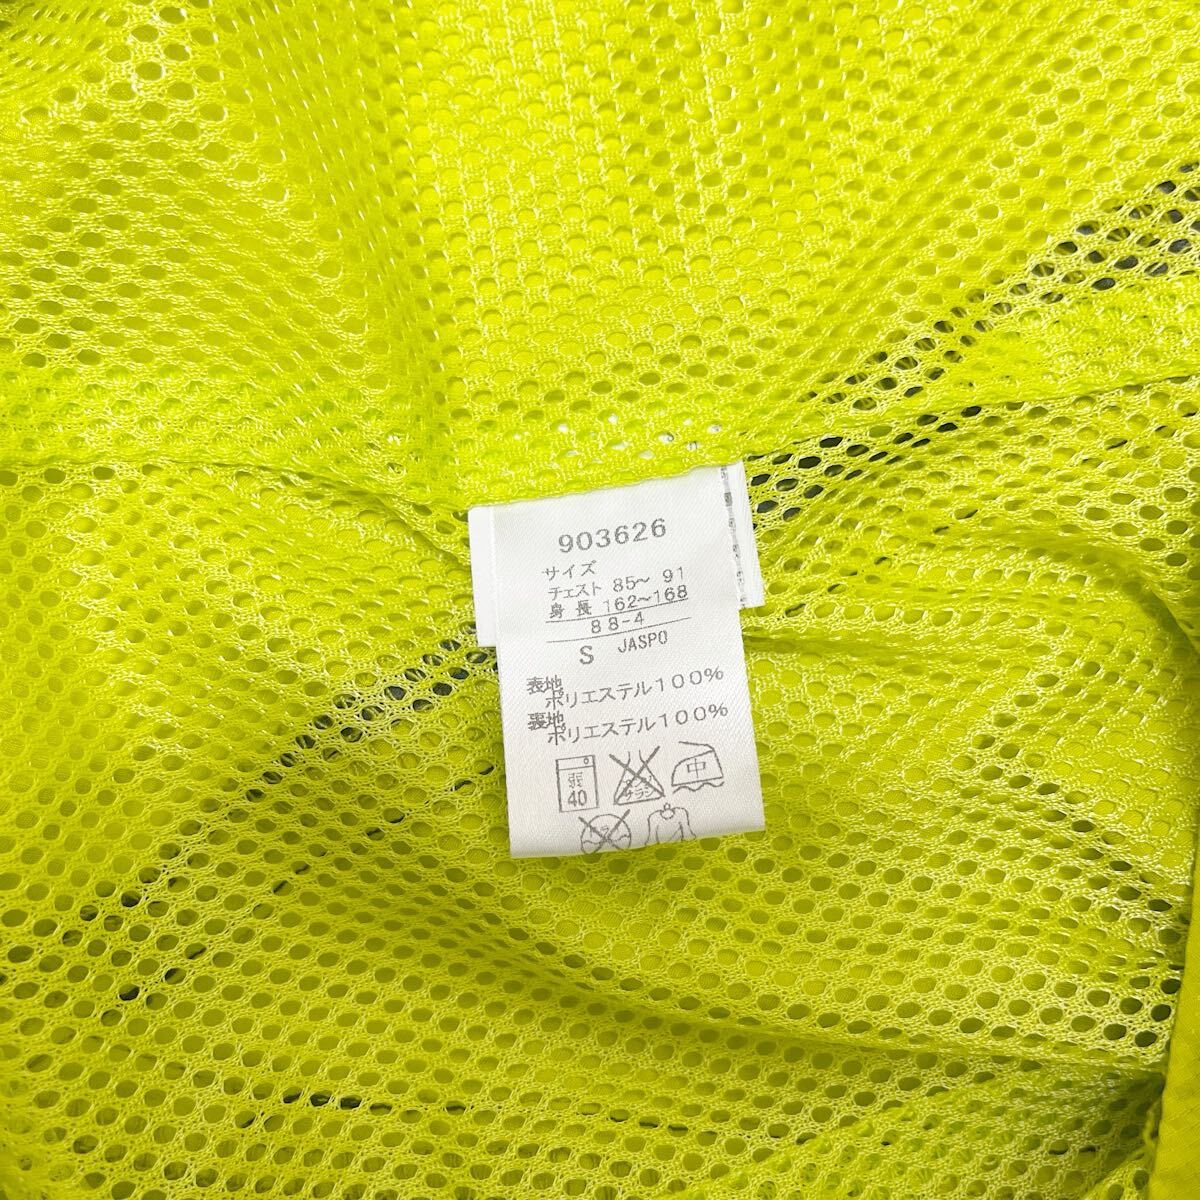 903626
サイズ
チェスト 85〜 91
身 長 162〜168
88-4
S JASPO
表地
ポリエステル100%
裏地
ポリエステル100%
弱
40
中